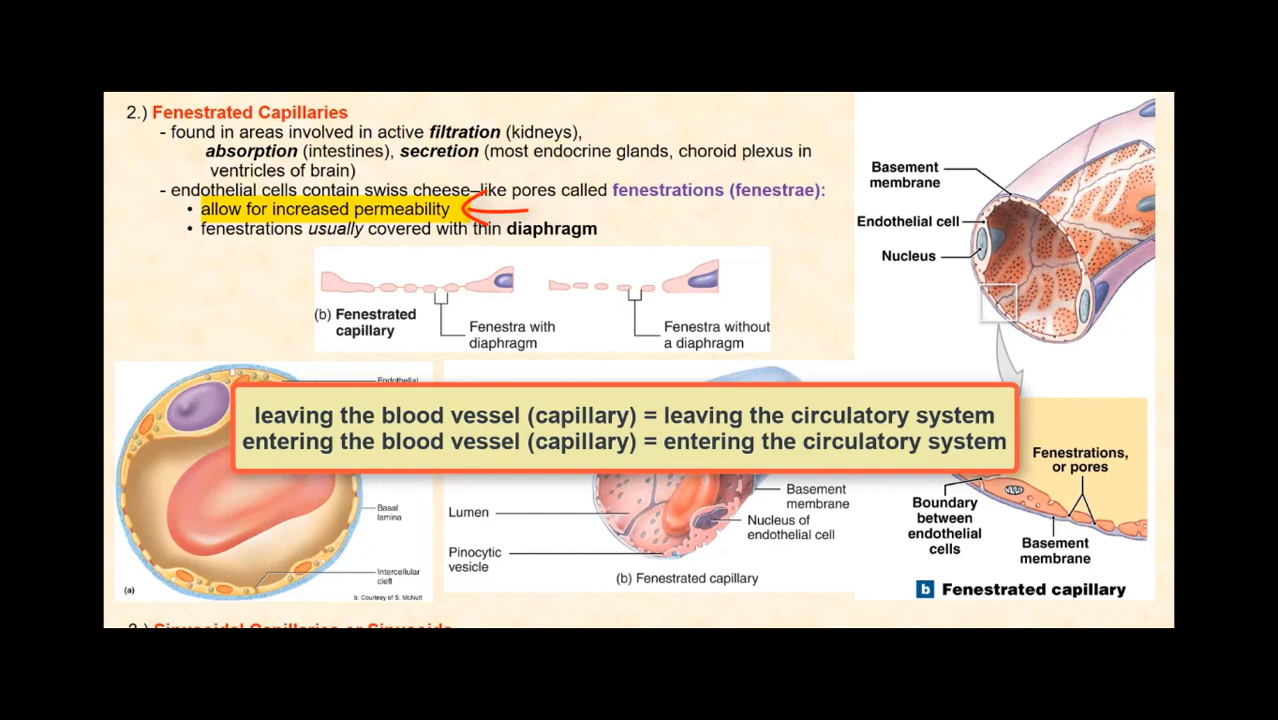 2.) Fenestrated Capillaries
- found in areas involved in active filtration (kidneys),
absorption (intestines), secretion (most endocrine glands, choroid plexus in
ventricles of brain)
- endothelial cells contain swiss cheese–like pores called fenestrations (fenestrae):
• allow for increased permeability
• fenestrations usually covered with thin diaphragm
(b) Fenestrated
capillary
Fenestra with
diaphragm
Fenestra without
a diaphragm
Basement
membrane
Endothelial cell
Nucleus
Endothelial
leaving the blood vessel (capillary) = leaving the circulatory system
entering the blood vessel (capillary) = entering the circulatory system
Basal
lamina
Intercellular
cleft
(a)
b: Courtesy of S. McNutt
Lumen
Pinocytic
vesicle
Basement
membrane
Nucleus of
endothelial cell
(b) Fenestrated capillary
Fenestrations,
or pores
Boundary
between
endothelial
cells
Basement
membrane
b Fenestrated capillary
3.) Sinusoidal Capillaries or Sinusoids